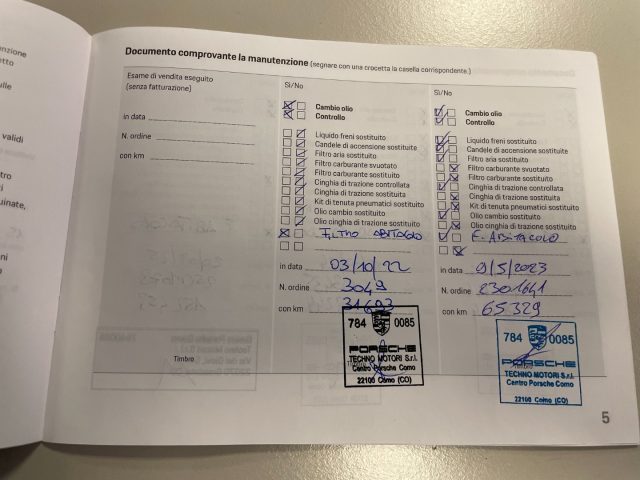 Documento comprovante la manutenzione (segnare con una crocetta la casella corrispondente.)
Esame di vendita eseguito
(senza fatturazione)
in data
N. ordine
con km
Timbro
Sì/No
Cambio olio
Controllo
Liquido freni sostituito
Candele di accensione sostituite
Filtro aria sostituito
Filtro carburante svuotato
Filtro carburante sostituito
Cinghia di trazione controllata
Cinghia di trazione sostituita
Kit di tenuta pneumatici sostituito
Olio cambio sostituito
Olio cinghia di trazione sostituito
FILTRO ABITACOLO
in data 03/10/22
N. ordine 3049
con km
784 0085
PORSCHE
TECHNO MOTORI S.r.l.
Centro Porsche Como
22100 Como (CO)
Sì/No
Cambio olio
Controllo
Liquido freni sostituito
Candele di accensione sostituite
Filtro aria sostituito
Filtro carburante svuotato
Filtro carburante sostituito
Cinghia di trazione controllata
Cinghia di trazione sostituita
Kit di tenuta pneumatici sostituito
Olio cambio sostituito
Olio cinghia di trazione sostituito
F. ABITACOLO
in data 9/5/2023
N. ordine 2301641
con km 65329
784 0085
PORSCHE
TECHNO MOTORI S.r.l.
Centro Porsche Como
22100 Como (CO)
5